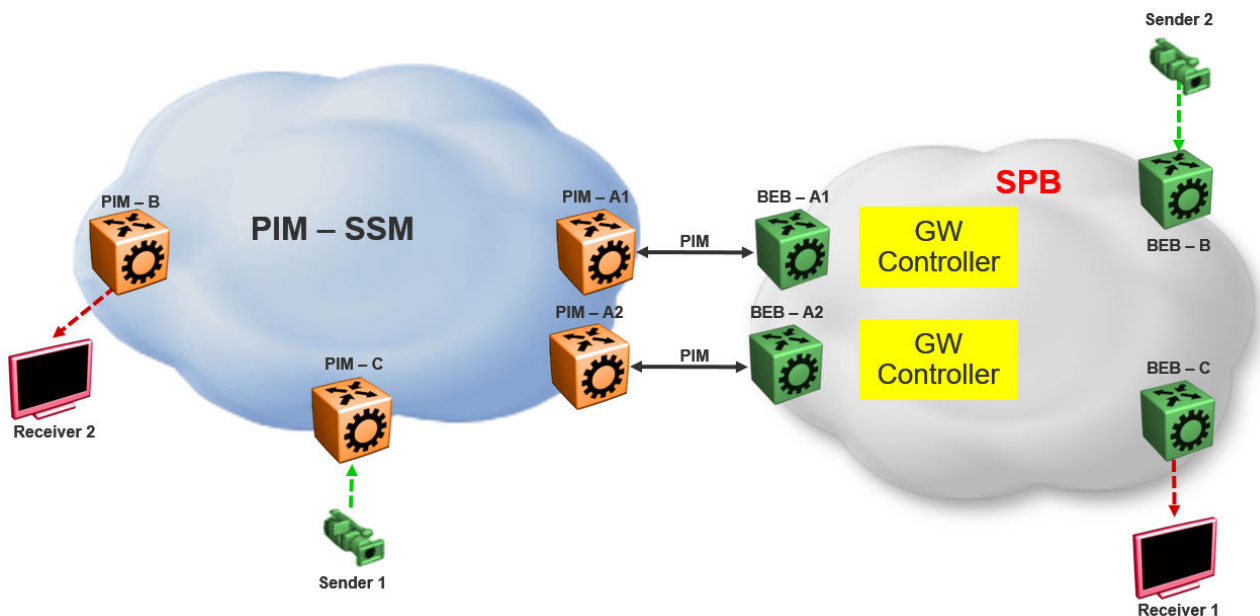 Sender 2
SPB
PIM – B
PIM – A1
BEB – A1
PIM – SSM
PIM
GW
Controller
BEB – B
PIM – A2
BEB – A2
PIM – C
PIM
GW
Controller
BEB – C
Receiver 2
Sender 1
Receiver 1